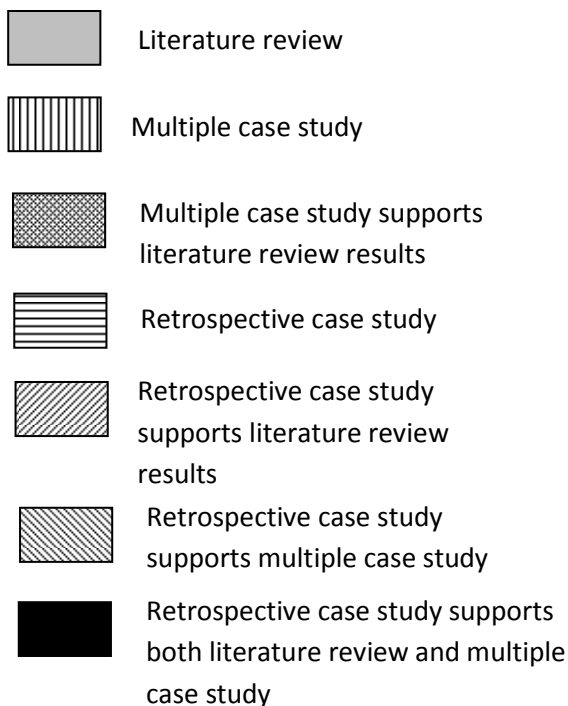 Literature review
Multiple case study
Multiple case study supports
literature review results
Retrospective case study
Retrospective case study
supports literature review
results
Retrospective case study
supports multiple case study
Retrospective case study supports
both literature review and multiple
case study